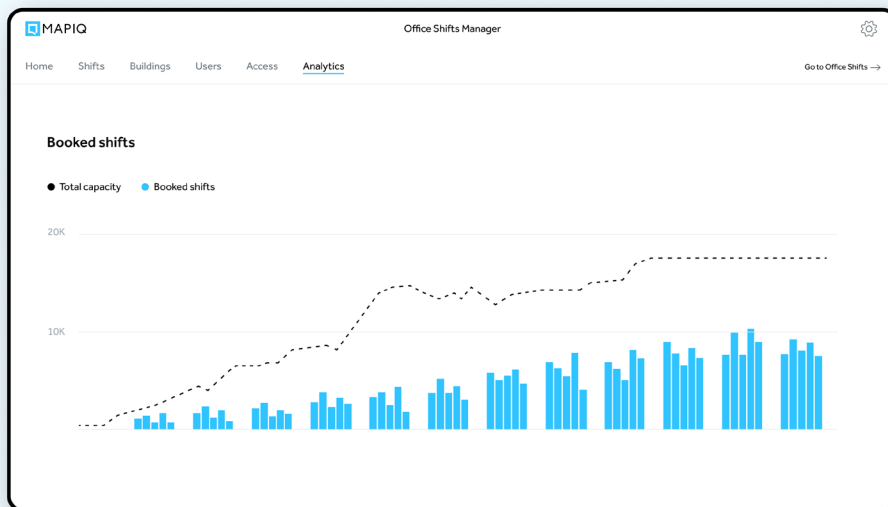 MAPIQ
Office Shifts Manager
Home Shifts Buildings Users Access Analytics
Go to Office Shifts →
Booked shifts
Total capacity Booked shifts
20K
10K